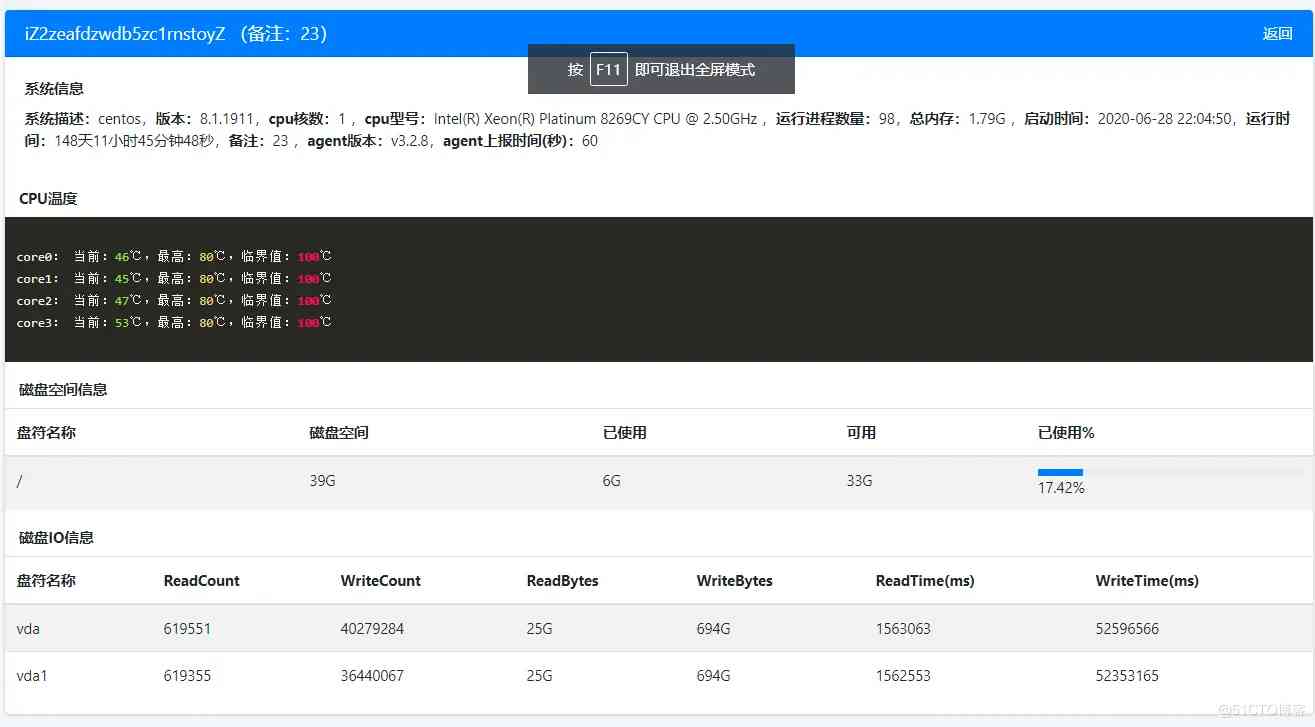 iZ2zeafdzwdb5zc1rnstoyZ （备注：23）
返回
按 F11 即可退出全屏模式
系统信息
系统描述：centos，版本：8.1.1911，cpu核数：1 ，cpu型号：Intel(R) Xeon(R) Platinum 8269CY CPU @ 2.50GHz ，运行进程数量：98，总内存：1.79G ，启动时间：2020-06-28 22:04:50，运行时
间：148天11小时45分钟48秒，备注：23 ，agent版本：v3.2.8，agent上报时间(秒)：60
CPU温度
core0: 当前：46℃，最高：80℃，临界值：100℃
core1: 当前：45℃，最高：80℃，临界值：100℃
core2: 当前：47℃，最高：80℃，临界值：100℃
core3: 当前：53℃，最高：80℃，临界值：100℃
磁盘空间信息
盘符名称 磁盘空间 已使用 可用 已使用%
/ 39G 6G 33G 17.42%
磁盘IO信息
盘符名称 ReadCount WriteCount ReadBytes WriteBytes ReadTime(ms) WriteTime(ms)
vda 619551 40279284 25G 694G 1563063 52596566
vda1 619355 36440067 25G 694G 1562553 52353165
@51CTO博客